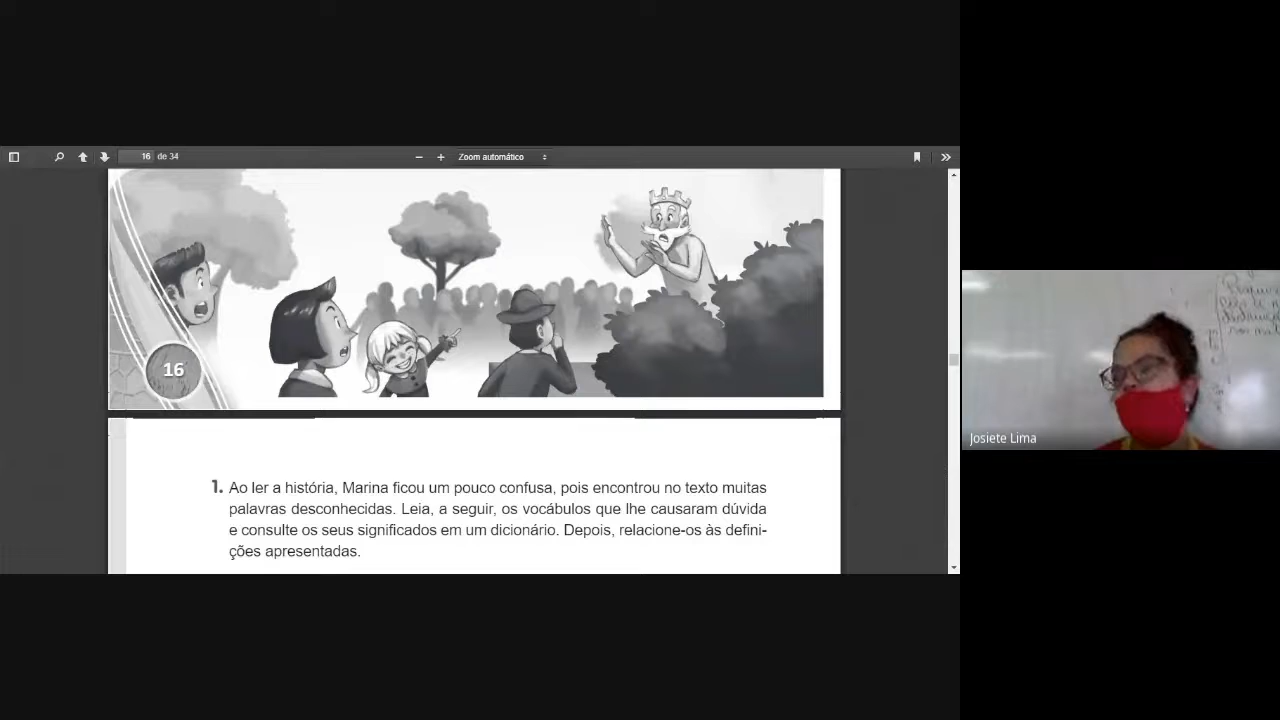 16 de 34
Zoom automático
16
1. Ao ler a história, Marina ficou um pouco confusa, pois encontrou no texto muitas
palavras desconhecidas. Leia, a seguir, os vocábulos que lhe causaram dúvida
e consulte os seus significados em um dicionário. Depois, relacione-os às defini-
ções apresentadas.
Josiete Lima